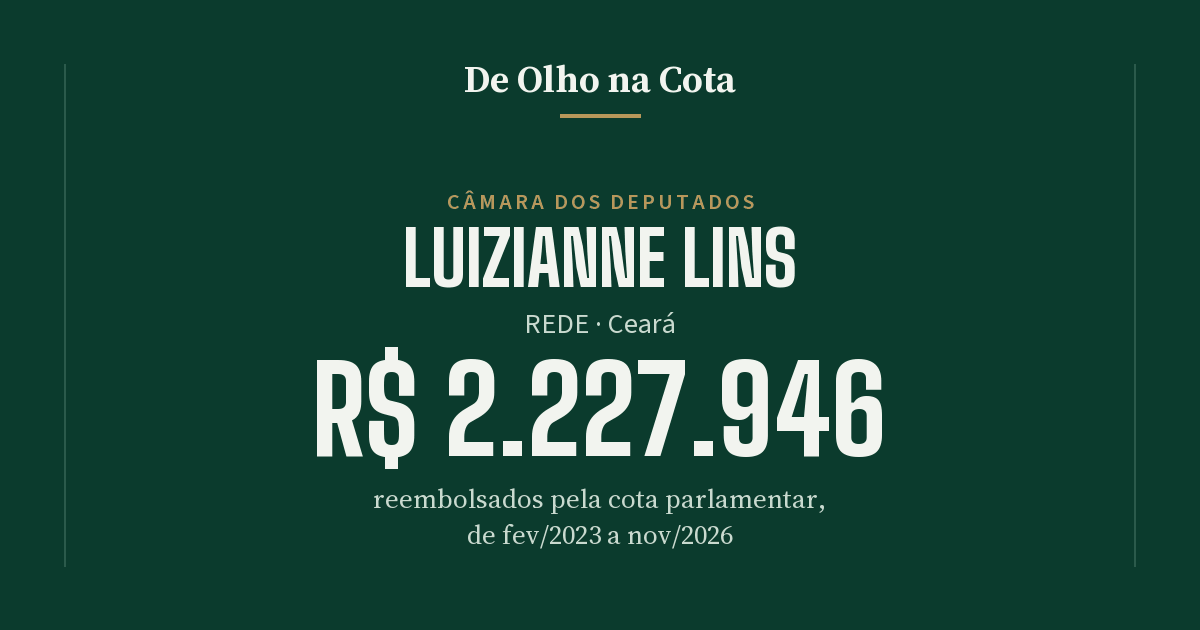 De Olho na Cota
CÂMARA DOS DEPUTADOS
LUIZIANNE LINS
REDE · Ceará
R$ 2.227.946
reembolsados pela cota parlamentar,
de fev/2023 a nov/2026